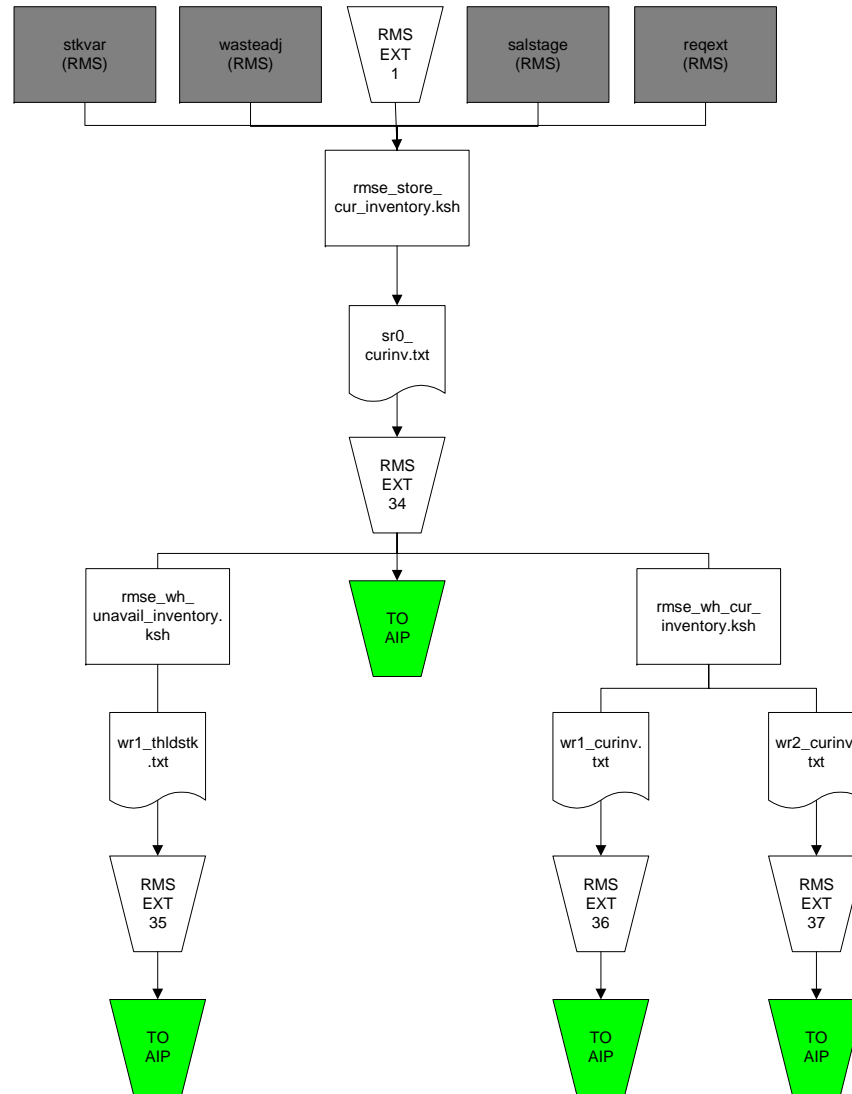 stkvar
(RMS)
wasteadj
(RMS)
RMS
EXT
1
salstage
(RMS)
reqext
(RMS)
rmse_store_
cur_inventory.ksh
sr0_
curinv.txt
RMS
EXT
34
rmse_wh_
unavail_inventory.
ksh
TO
AIP
rmse_wh_cur_
inventory.ksh
wr1_thldstk
.txt
wr1_curinv.
txt
wr2_curinv
txt
RMS
EXT
35
RMS
EXT
36
RMS
EXT
37
TO
AIP
TO
AIP
TO
AIP